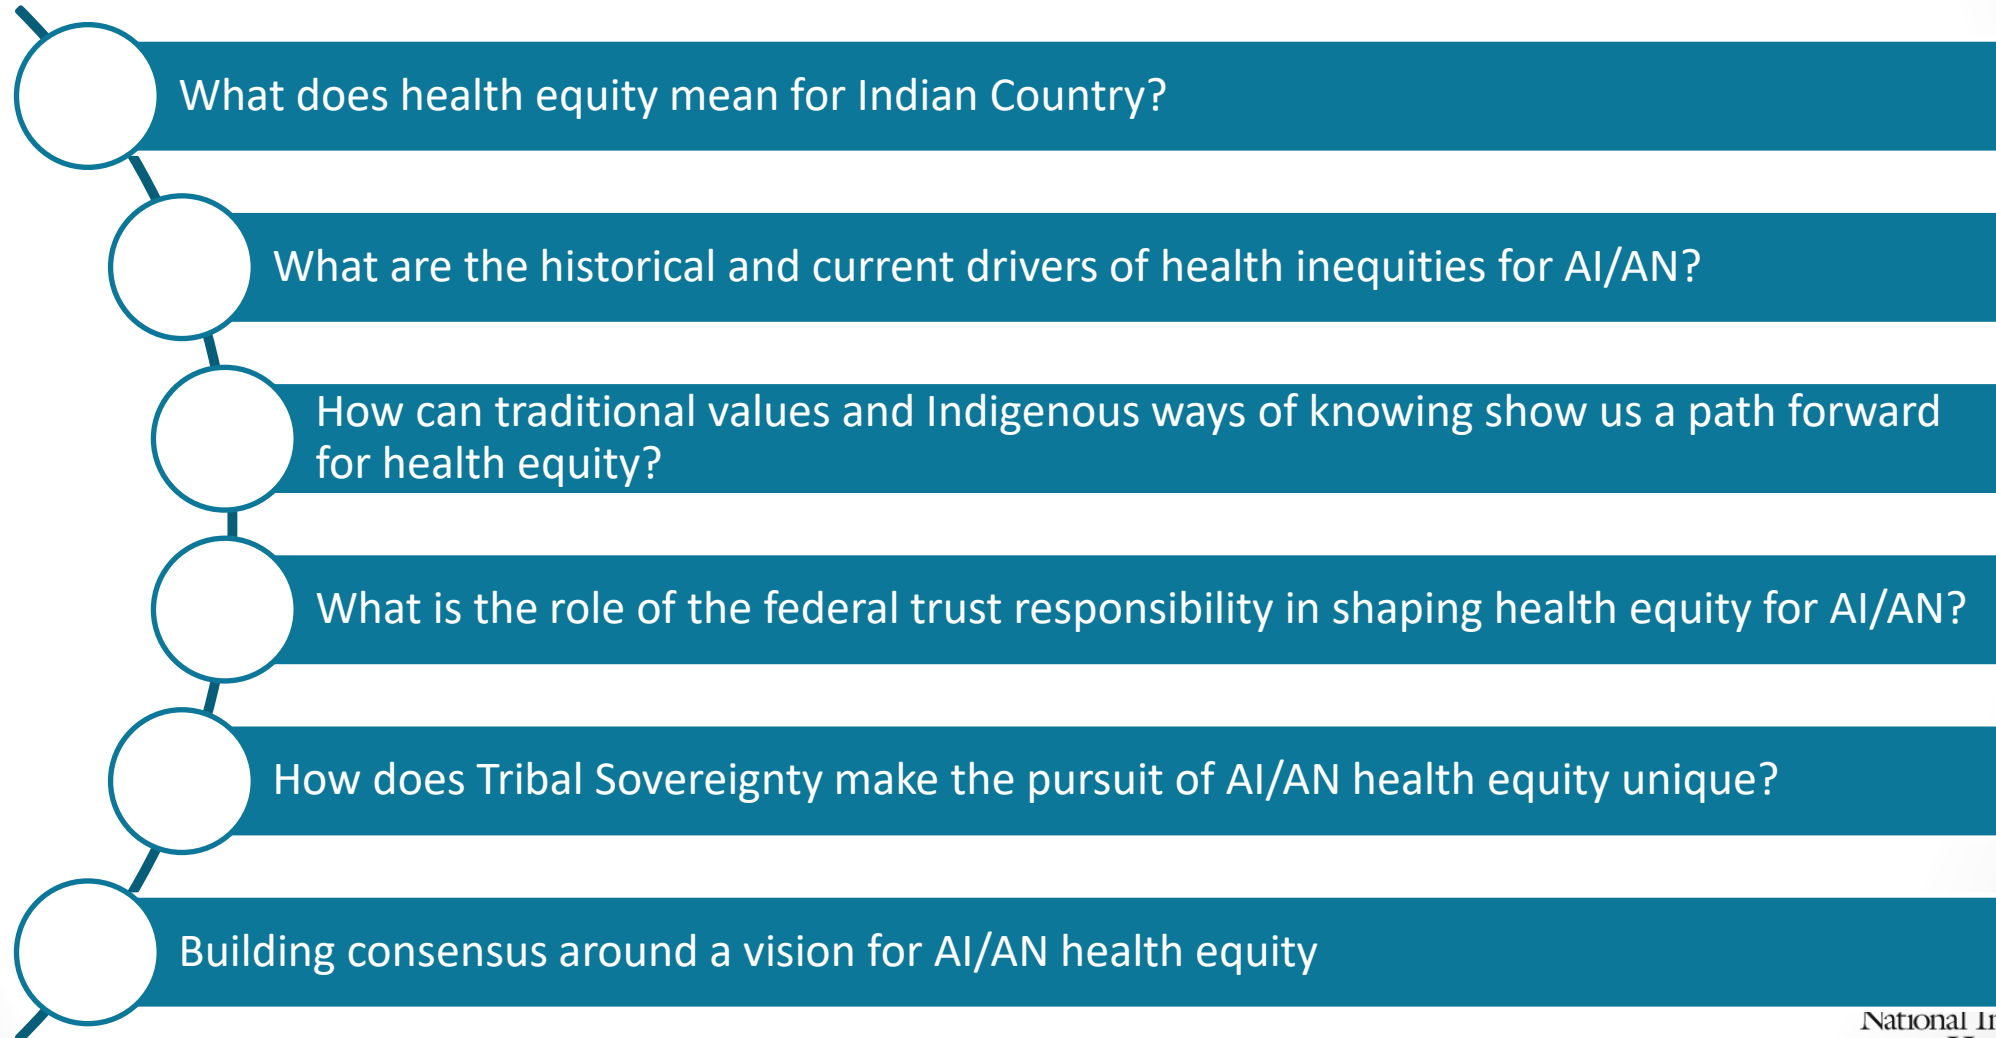 What does health equity mean for Indian Country?
What are the historical and current drivers of health inequities for AI/AN?
How can traditional values and Indigenous ways of knowing show us a path forward
for health equity?
What is the role of the federal trust responsibility in shaping health equity for AI/AN?
How does Tribal Sovereignty make the pursuit of AI/AN health equity unique?
Building consensus around a vision for AI/AN health equity
National